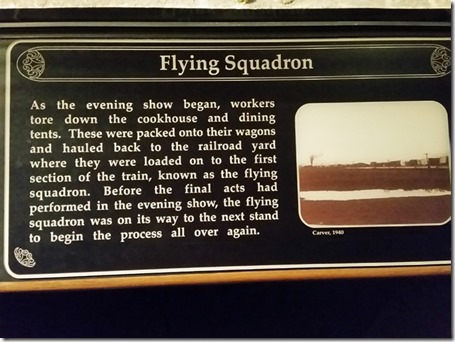 Flying Squadron
As the evening show began, workers
tore down the cookhouse and dining
tents. These were packed onto their wagons
and hauled back to the railroad yard
where they were loaded on to the first
section of the train, known as the flying
squadron. Before the final acts had
performed in the evening show, the flying
squadron was on its way to the next stand
to begin the process all over again.
Carver, 1940